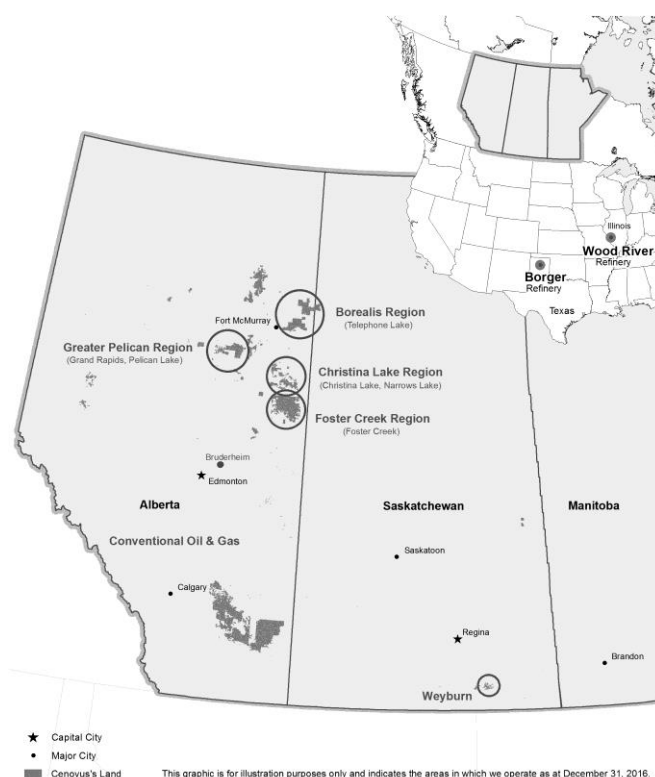 Illinois
Wood River
Refinery
Borger
Refinery
Texas
Fort McMurray
Borealis Region
(Telephone Lake)
Greater Pelican Region
(Grand Rapids, Pelican Lake)
Christina Lake Region
(Christina Lake, Narrows Lake)
Foster Creek Region
(Foster Creek)
Bruderheim
Edmonton
Alberta
Saskatchewan
Manitoba
Conventional Oil & Gas
Saskatoon
Calgary
Regina
Brandon
Weyburn
Capital City
Major City
Cenovus's Land
This graphic is for illustration purposes only and indicates the areas in which we operate as at December 31, 2016.